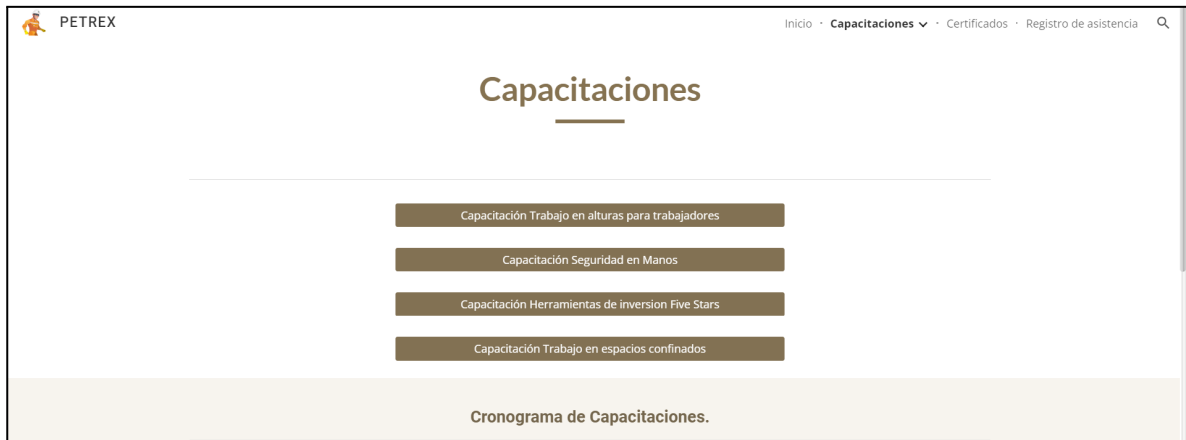 PETREX
Inicio · Capacitaciones · Certificados · Registro de asistencia
Capacitaciones
Capacitación Trabajo en alturas para trabajadores
Capacitación Seguridad en Manos
Capacitación Herramientas de inversion Five Stars
Capacitación Trabajo en espacios confinados
Cronograma de Capacitaciones.